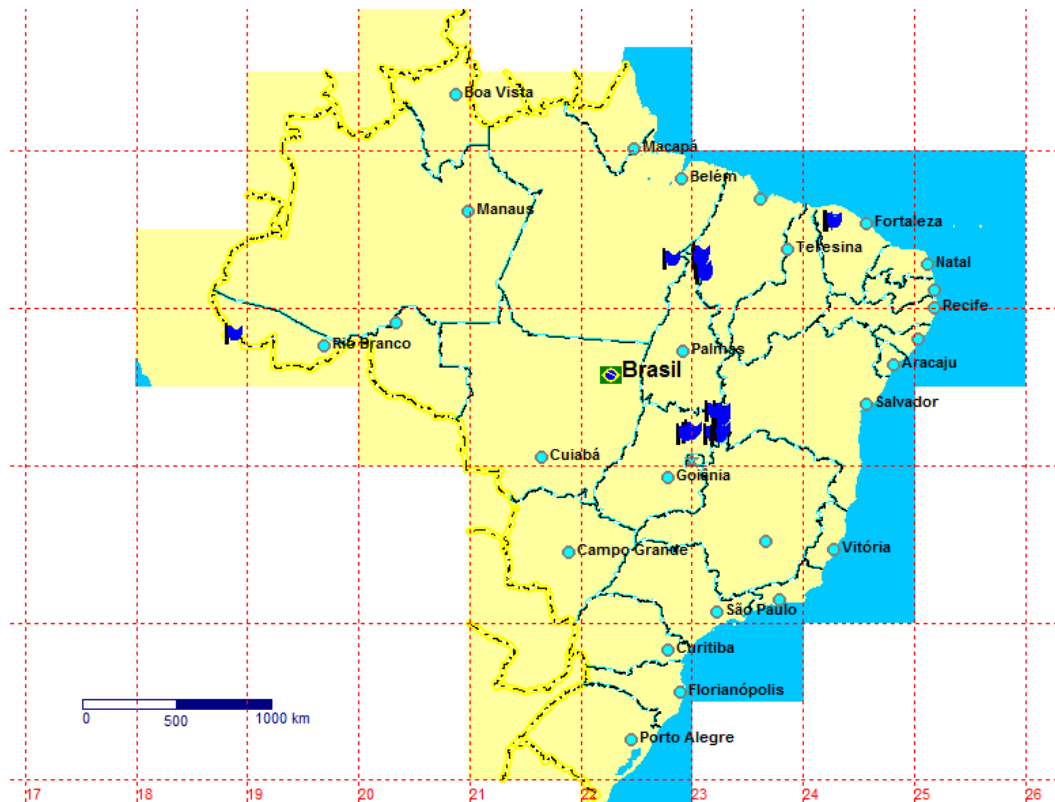 Boa Vista
Macapá
Belém
Manaus
Fortaleza
Teresina
Natal
Recife
Rio Branco
Palmas
Aracaju
Brasil
Salvador
Cuiabá
Goiânia
Campo Grande
Vitória
São Paulo
Curitiba
Florianópolis
0 500 1000 km
Porto Alegre
17 18 19 20 21 22 23 24 25 26